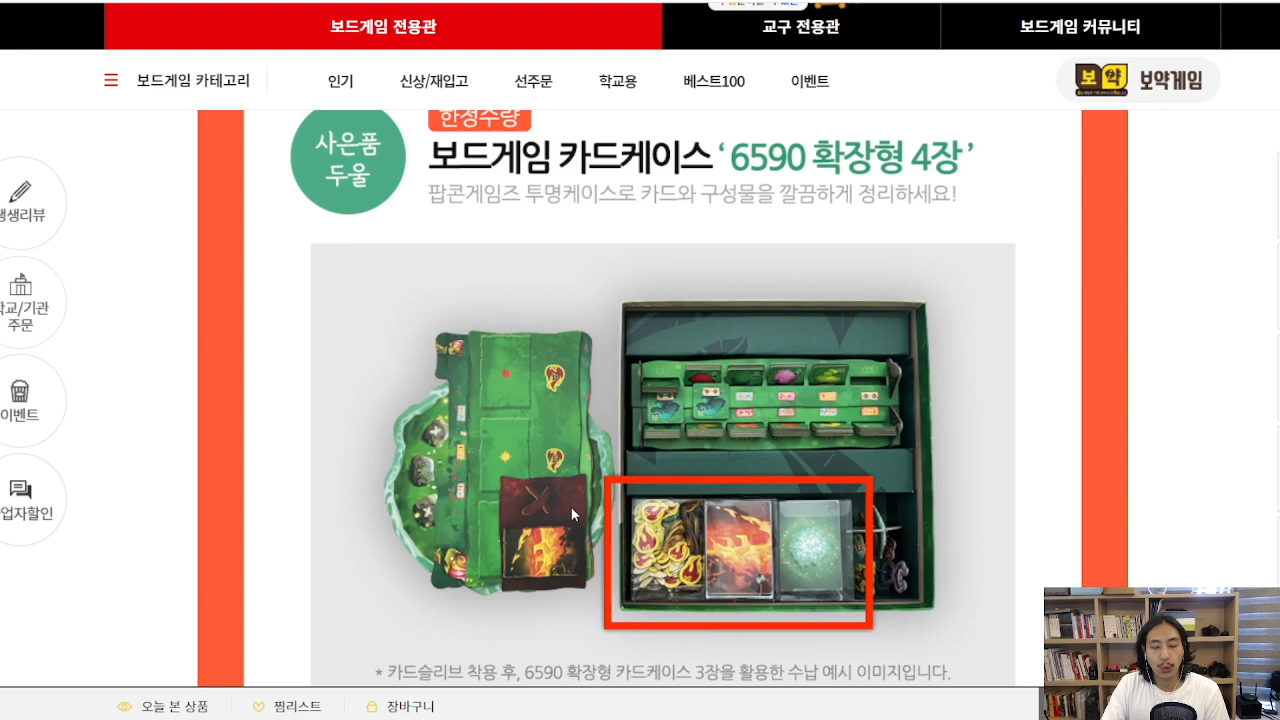 보드게임 전용관
교구 전용관
보드게임 커뮤니티
보드게임 카테고리
인기
신상/재입고
선주문
학교용
베스트100
이벤트
보약
보약게임
한정수량
사은품
두울
보드게임 카드케이스 ‘ 6590 확장형 4장 ’
팝콘게임즈 투명케이스로 카드와 구성물을 깔끔하게 정리하세요!
생생리뷰
학교/기관
주문
이벤트
사업자할인
* 카드슬리브 착용 후, 6590 확장형 카드케이스 3장을 활용한 수납 예시 이미지입니다.
오늘 본 상품
찜리스트
장바구니